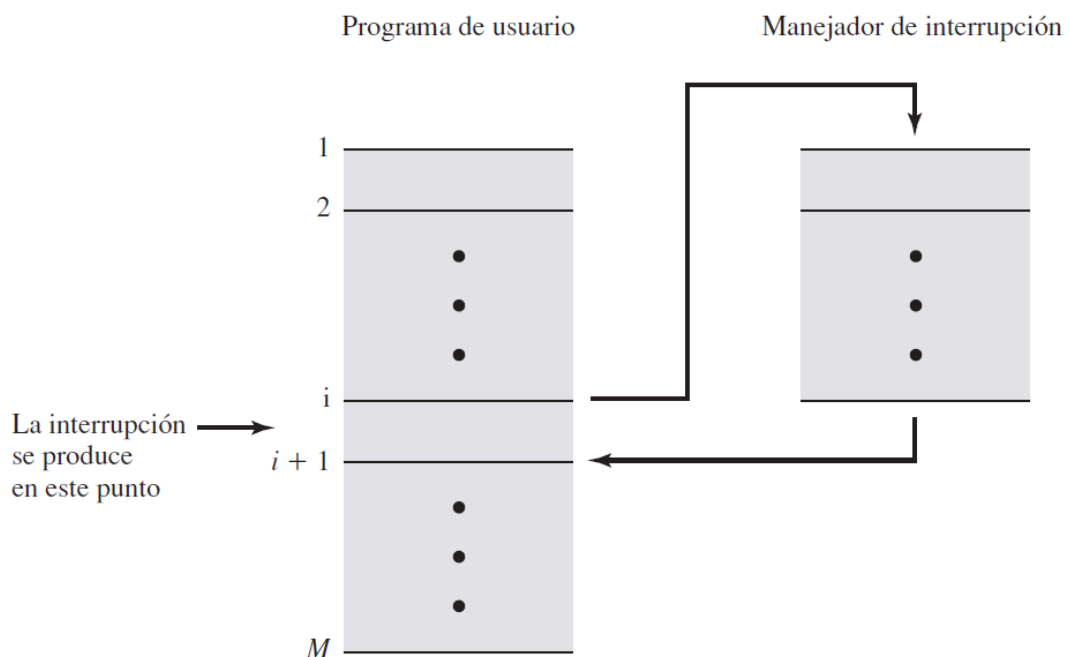 Programa de usuario
Manejador de interrupción
1
2
i
La interrupción
se produce
en este punto
i + 1
M